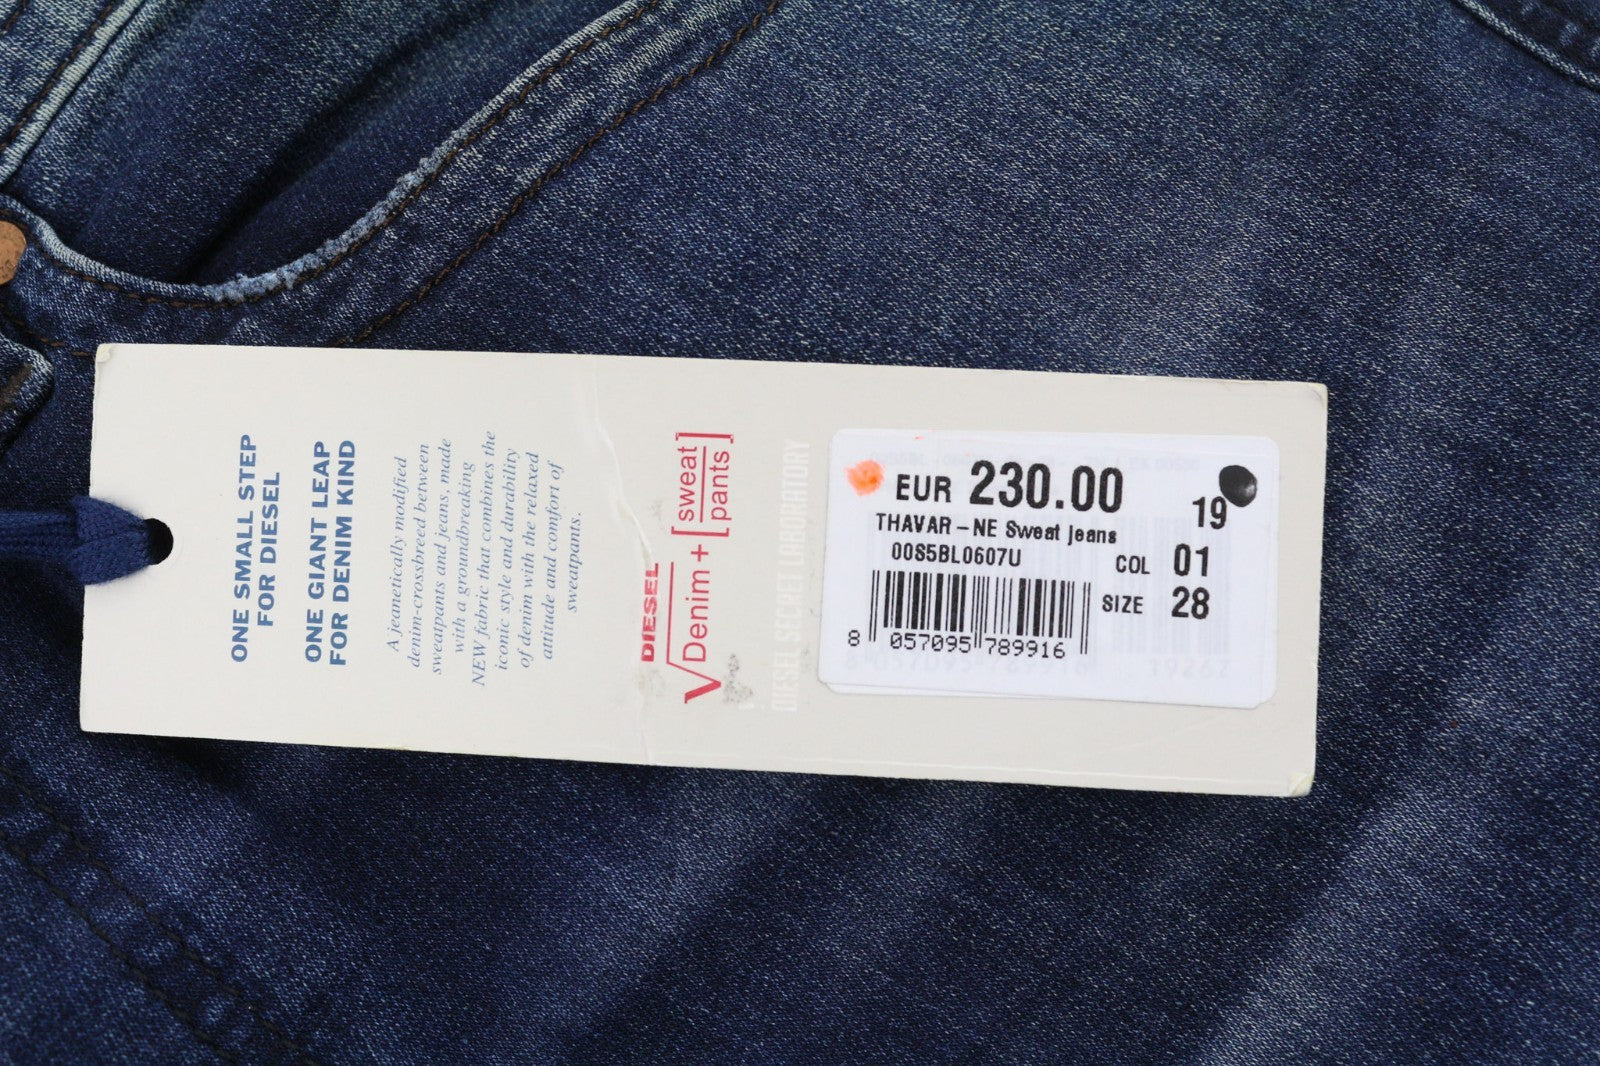 ONE SMALL STEP
FOR DIESEL
ONE GIANT LEAP
FOR DENIM KIND
A jeanetically modified
denim-crossbreed between
sweatpants and jeans, made
with a groundbreaking
NEW fabric that combines the
iconic style and durability
of denim with the relaxed
attitude and comfort of
sweatpants.
DIESEL
√Denim + [sweat
pants]
DIESEL SECRET LABORATORY
EUR 230.00
19
THAVAR-NE Sweat jeans
00S5BL0607U
COL 01
SIZE 28
8 057095 789916